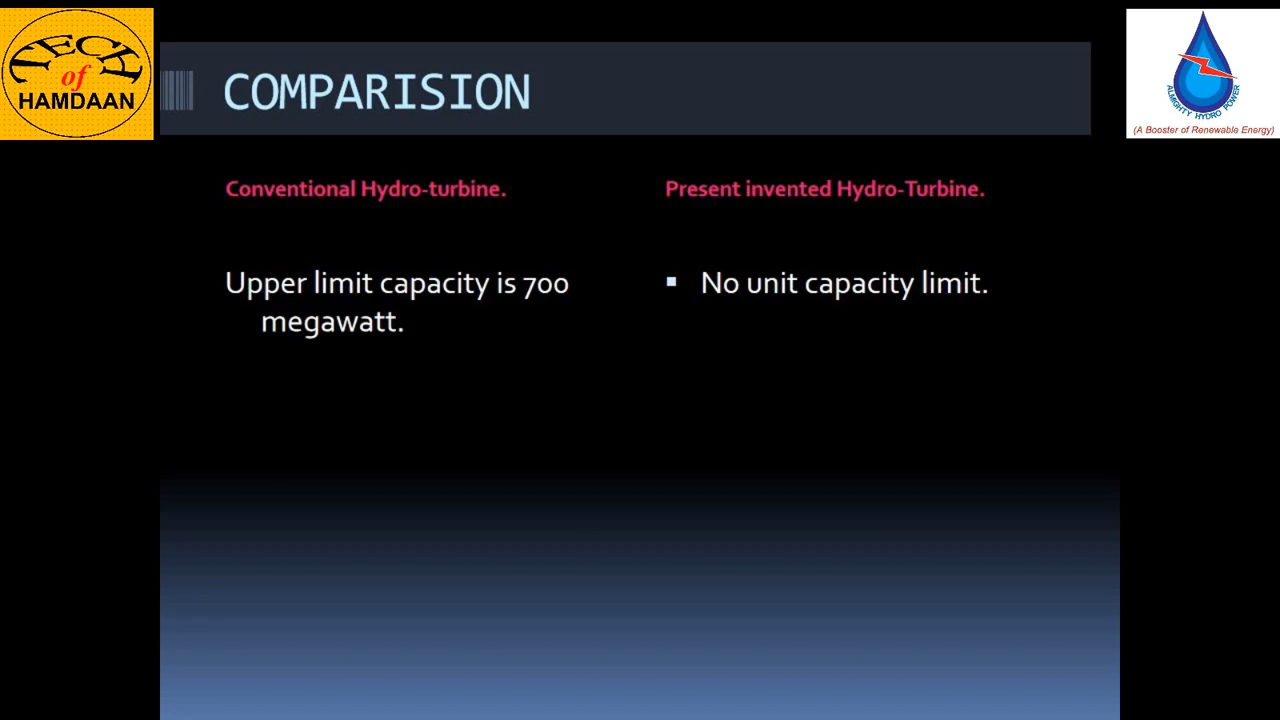 TECH
of
HAMDAAN
COMPARISION
ALMIGHTY HYDRO POWER
(A Booster of Renewable Energy)
Conventional Hydro-turbine.
Present invented Hydro-Turbine.
Upper limit capacity is 700
megawatt.
▪ No unit capacity limit.